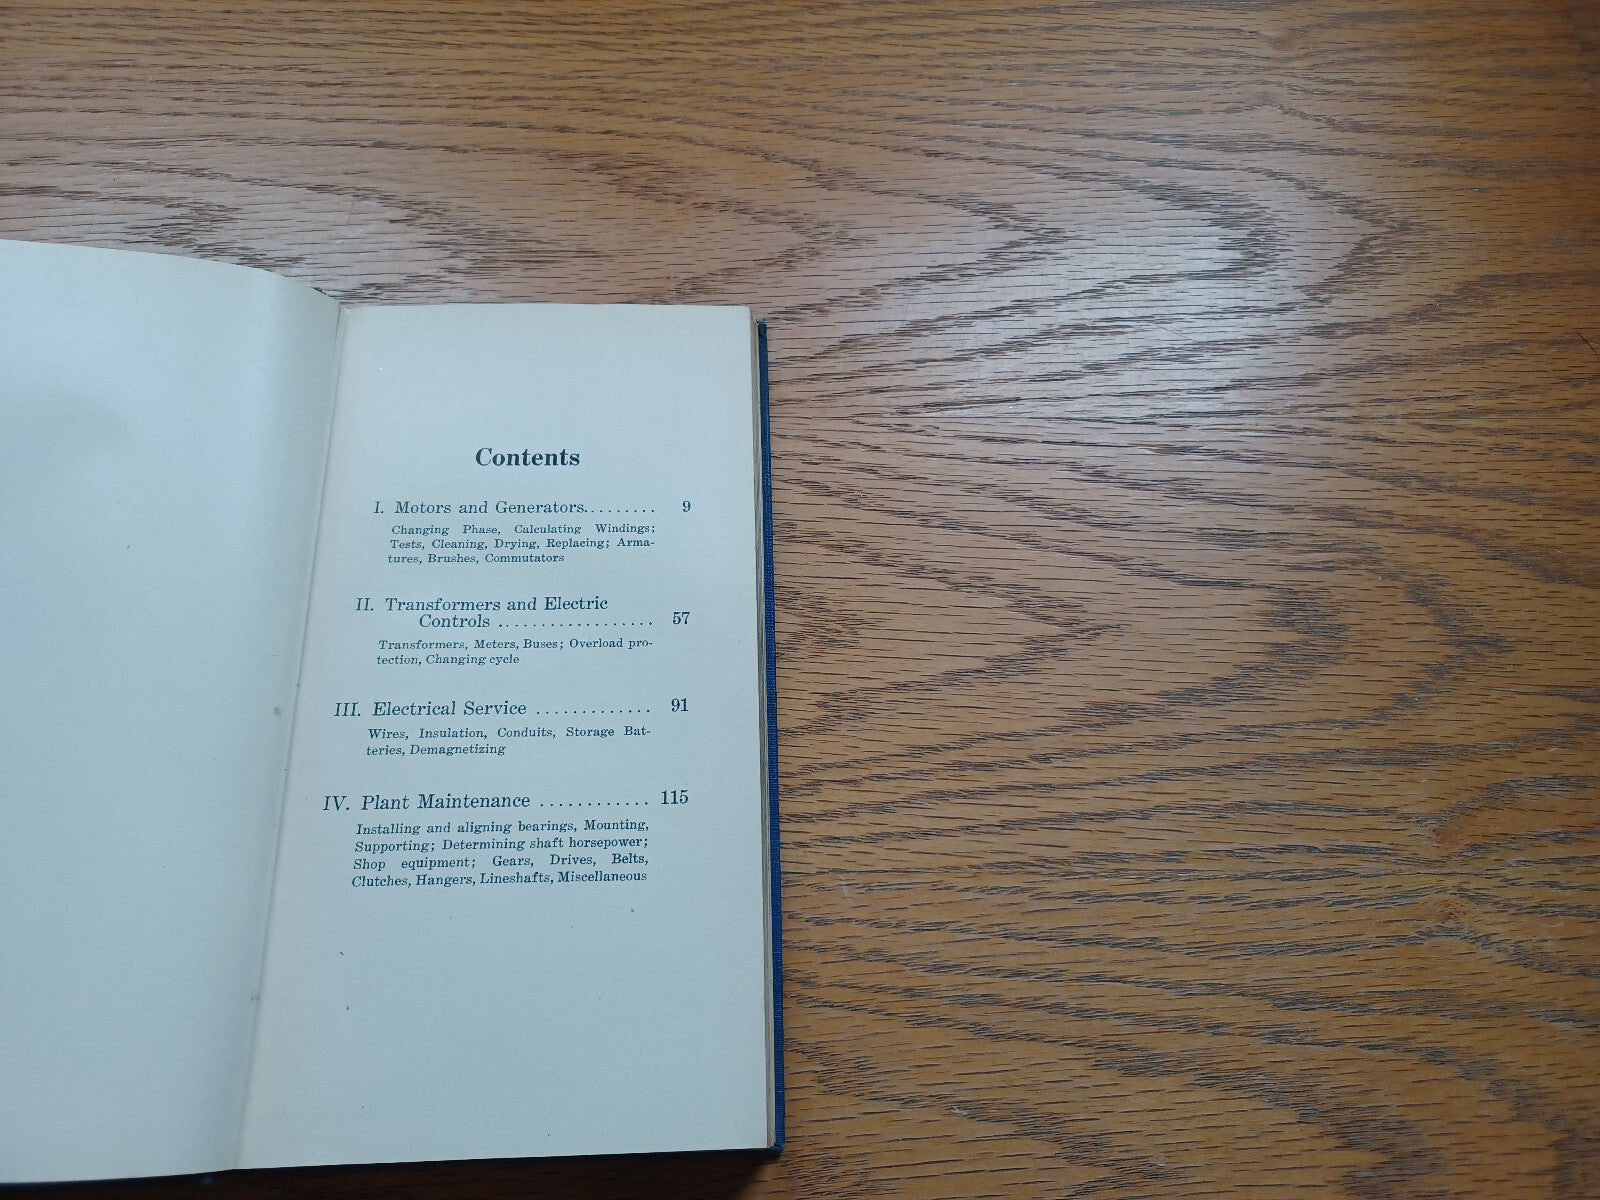 Contents
I. Motors and Generators......... 9
Changing Phase, Calculating Windings;
Tests, Cleaning, Drying, Replacing; Arma-
tures, Brushes, Commutators
II. Transformers and Electric
Controls .................. 57
Transformers, Meters, Buses; Overload pro-
tection, Changing cycle
III. Electrical Service ............. 91
Wires, Insulation, Conduits, Storage Bat-
teries, Demagnetizing
IV. Plant Maintenance ............ 115
Installing and aligning bearings, Mounting,
Supporting; Determining shaft horsepower;
Shop equipment; Gears, Drives, Belts,
Clutches, Hangers, Lineshafts, Miscellaneous